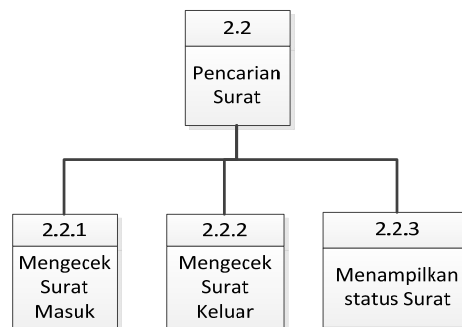 2.2
Pencarian
Surat
2.2.1
Mengecek
Surat
Masuk
2.2.2
Mengecek
Surat
Keluar
2.2.3
Menampilkan
status Surat